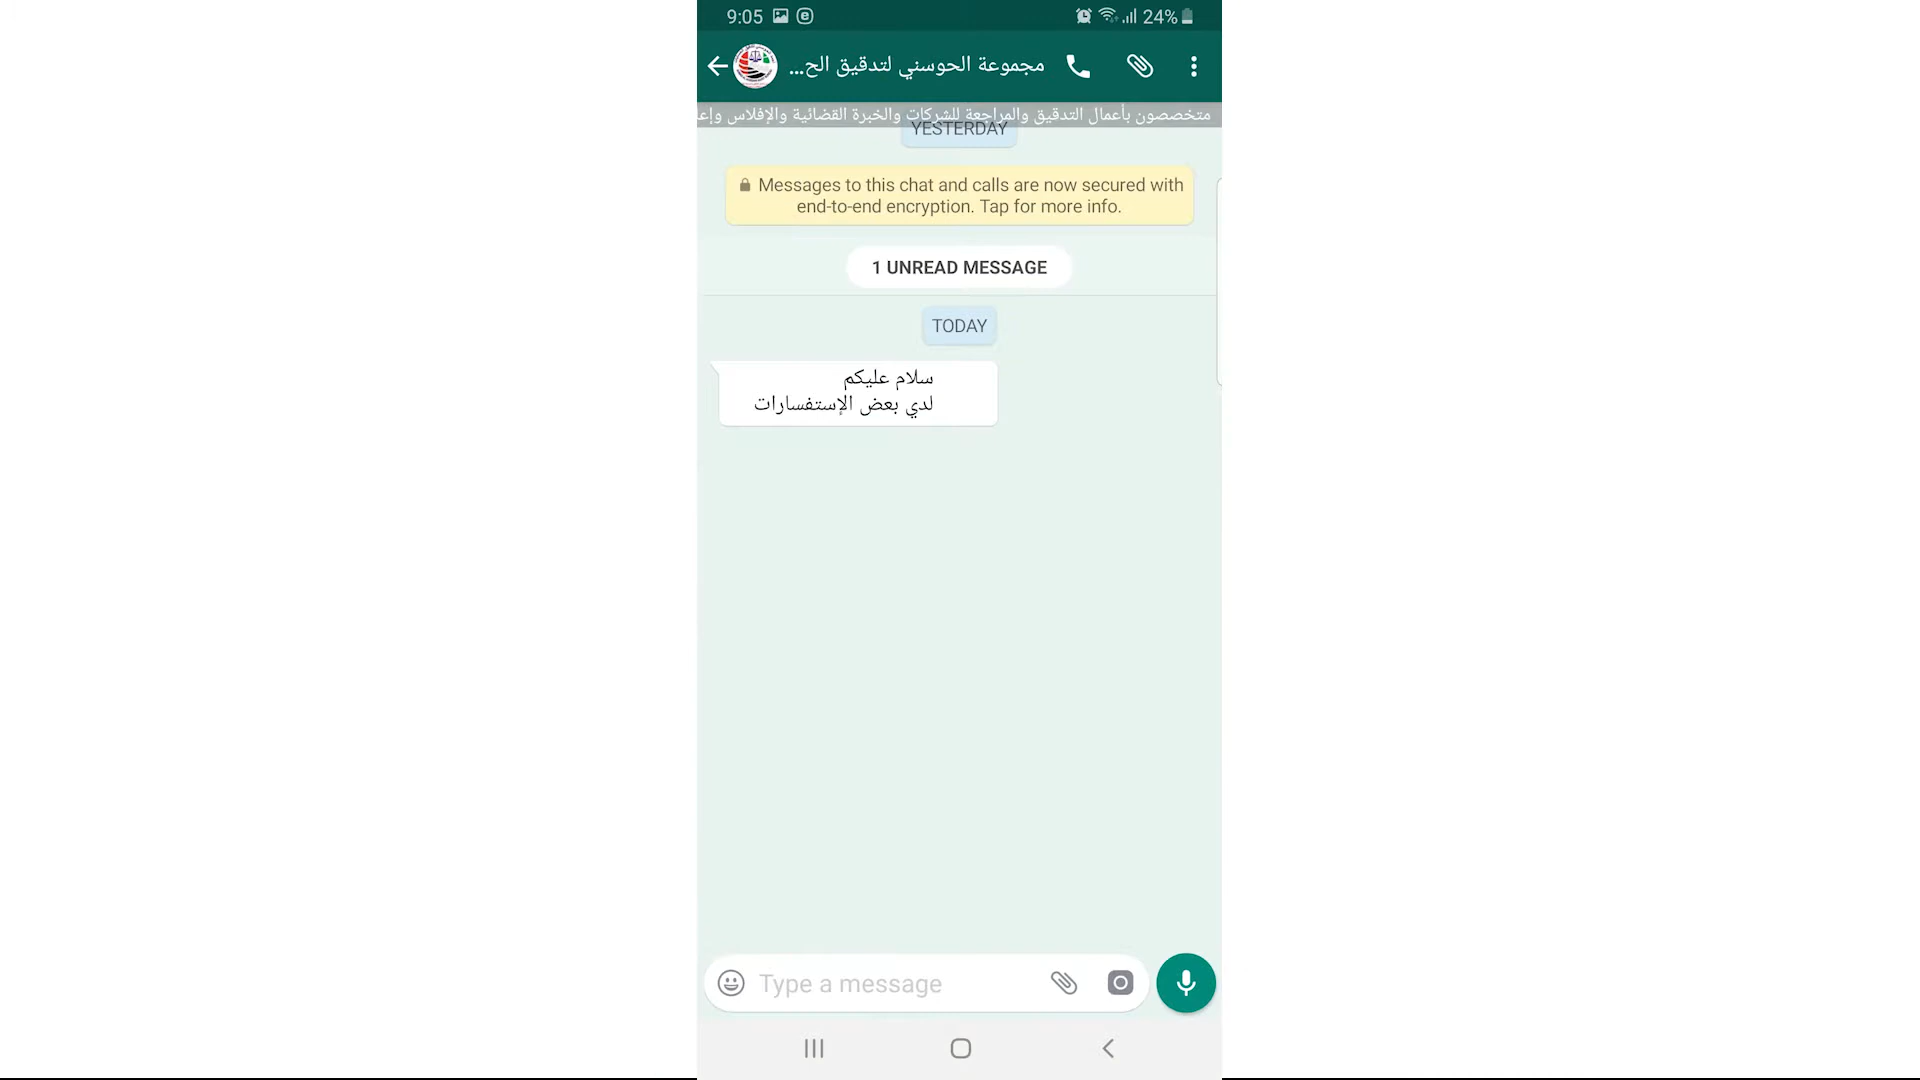 9:05
24%
مجموعة الحوسني لتدقيق الح...
متخصصون بأعمال التدقيق والمراجعة للشركات والخبرة القضائية والإفلاس وإعا
YESTERDAY
Messages to this chat and calls are now secured with
end-to-end encryption. Tap for more info.
1 UNREAD MESSAGE
TODAY
سلام عليكم
لدي بعض الإستفسارات
Type a message